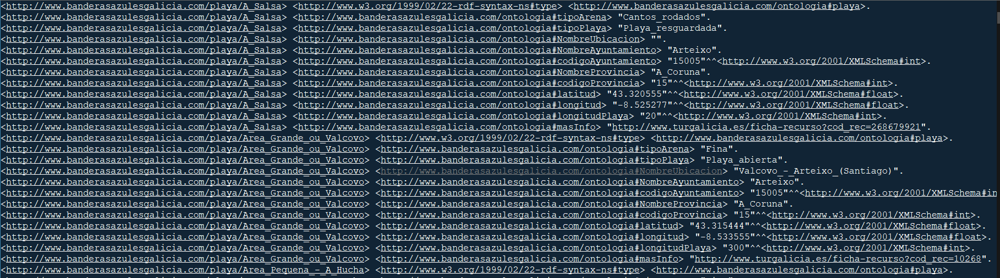 <http://www.banderasazulesgalicia.com/playa/A_Salsa> <http://www.w3.org/1999/02/22-rdf-syntax-ns#type> <http://www.banderasazulesgalicia.com/ontologia#playa>.
<http://www.banderasazulesgalicia.com/playa/A_Salsa> <http://www.banderasazulesgalicia.com/ontologia#tipoArena> "Cantos_rodados".
<http://www.banderasazulesgalicia.com/playa/A_Salsa> <http://www.banderasazulesgalicia.com/ontologia#tipoPlaya> "Playa_resguardada".
<http://www.banderasazulesgalicia.com/playa/A_Salsa> <http://www.banderasazulesgalicia.com/ontologia#NombreUbicacion> "".
<http://www.banderasazulesgalicia.com/playa/A_Salsa> <http://www.banderasazulesgalicia.com/ontologia#NombreAyuntamiento> "Arteixo".
<http://www.banderasazulesgalicia.com/playa/A_Salsa> <http://www.banderasazulesgalicia.com/ontologia#codigoAyuntamiento> "15005"^^<http://www.w3.org/2001/XMLSchema#int>.
<http://www.banderasazulesgalicia.com/playa/A_Salsa> <http://www.banderasazulesgalicia.com/ontologia#NombreProvincia> "A_Coruna".
<http://www.banderasazulesgalicia.com/playa/A_Salsa> <http://www.banderasazulesgalicia.com/ontologia#codigoProvincia> "15"^^<http://www.w3.org/2001/XMLSchema#int>.
<http://www.banderasazulesgalicia.com/playa/A_Salsa> <http://www.banderasazulesgalicia.com/ontologia#latitud> "43.320555"^^<http://www.w3.org/2001/XMLSchema#float>.
<http://www.banderasazulesgalicia.com/playa/A_Salsa> <http://www.banderasazulesgalicia.com/ontologia#longitud> "-8.525277"^^<http://www.w3.org/2001/XMLSchema#float>.
<http://www.banderasazulesgalicia.com/playa/A_Salsa> <http://www.banderasazulesgalicia.com/ontologia#longitudPlaya> "20"^^<http://www.w3.org/2001/XMLSchema#int>.
<http://www.banderasazulesgalicia.com/playa/A_Salsa> <http://www.banderasazulesgalicia.com/ontologia#masInfo> "http://www.turgalicia.es/ficha-recurso?cod_rec=268679921".
<http://www.banderasazulesgalicia.com/playa/Area_Grande_ou_Valcovo> <http://www.w3.org/1999/02/22-rdf-syntax-ns#type> <http://www.banderasazulesgalicia.com/ontologia#playa>.
<http://www.banderasazulesgalicia.com/playa/Area_Grande_ou_Valcovo> <http://www.banderasazulesgalicia.com/ontologia#tipoArena> "Fina".
<http://www.banderasazulesgalicia.com/playa/Area_Grande_ou_Valcovo> <http://www.banderasazulesgalicia.com/ontologia#tipoPlaya> "Playa_abierta".
<http://www.banderasazulesgalicia.com/playa/Area_Grande_ou_Valcovo> <http://www.banderasazulesgalicia.com/ontologia#NombreUbicacion> "Valcovo_-_Arteixo_(Santiago)".
<http://www.banderasazulesgalicia.com/playa/Area_Grande_ou_Valcovo> <http://www.banderasazulesgalicia.com/ontologia#NombreAyuntamiento> "Arteixo".
<http://www.banderasazulesgalicia.com/playa/Area_Grande_ou_Valcovo> <http://www.banderasazulesgalicia.com/ontologia#codigoAyuntamiento> "15005"^^<http://www.w3.org/2001/XMLSchema#in
<http://www.banderasazulesgalicia.com/playa/Area_Grande_ou_Valcovo> <http://www.banderasazulesgalicia.com/ontologia#NombreProvincia> "A_Coruna".
<http://www.banderasazulesgalicia.com/playa/Area_Grande_ou_Valcovo> <http://www.banderasazulesgalicia.com/ontologia#codigoProvincia> "15"^^<http://www.w3.org/2001/XMLSchema#int>.
<http://www.banderasazulesgalicia.com/playa/Area_Grande_ou_Valcovo> <http://www.banderasazulesgalicia.com/ontologia#latitud> "43.315444"^^<http://www.w3.org/2001/XMLSchema#float>.
<http://www.banderasazulesgalicia.com/playa/Area_Grande_ou_Valcovo> <http://www.banderasazulesgalicia.com/ontologia#longitud> "-8.533555"^^<http://www.w3.org/2001/XMLSchema#float>.
<http://www.banderasazulesgalicia.com/playa/Area_Grande_ou_Valcovo> <http://www.banderasazulesgalicia.com/ontologia#longitudPlaya> "300"^^<http://www.w3.org/2001/XMLSchema#int>.
<http://www.banderasazulesgalicia.com/playa/Area_Grande_ou_Valcovo> <http://www.banderasazulesgalicia.com/ontologia#masInfo> "http://www.turgalicia.es/ficha-recurso?cod_rec=10268".
<http://www.banderasazulesgalicia.com/playa/Area_Pequena_-_A_Hucha> <http://www.w3.org/1999/02/22-rdf-syntax-ns#type> <http://www.banderasazulesgalicia.com/ontologia#playa>.